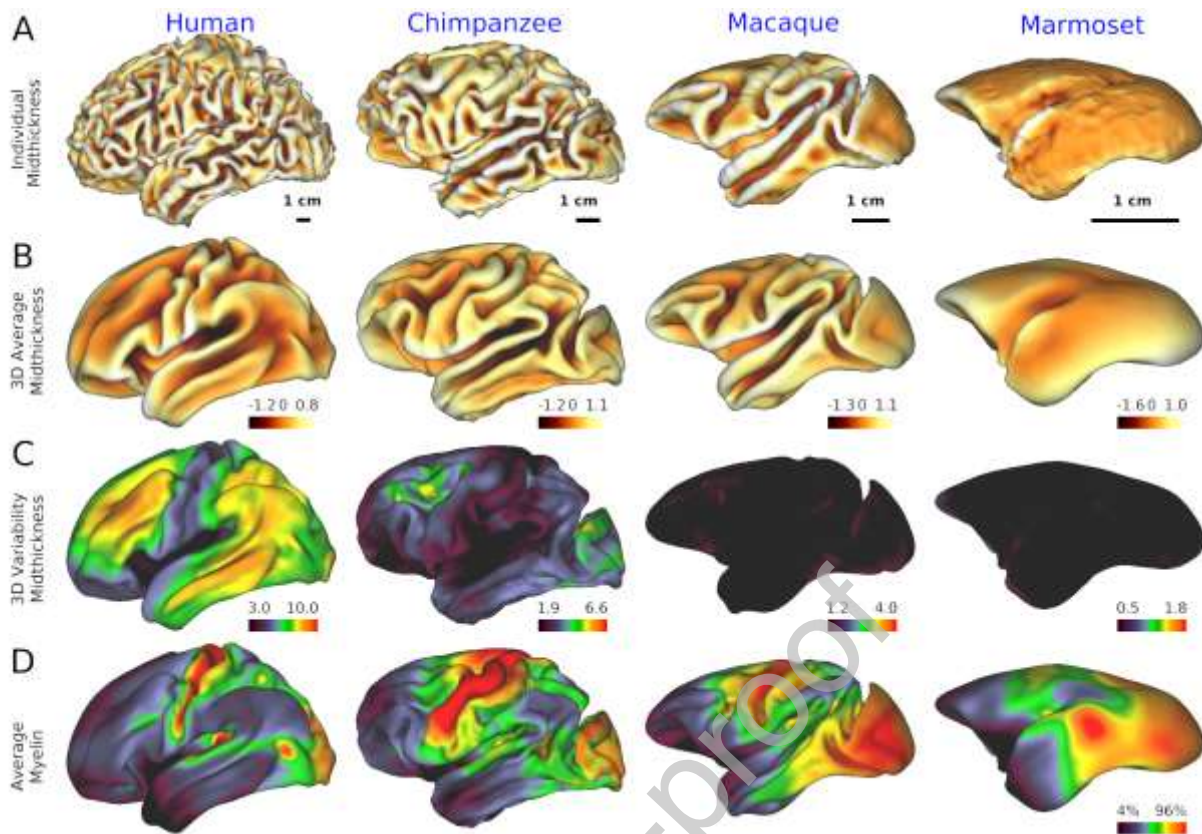 Human Chimpanzee Macaque Marmoset
A
Individual
Midthickness
1 cm 1 cm 1 cm 1 cm
B
3D Average
Midthickness
-1.20 0.8 -1.20 1.1 -1.30 1.1 -1.60 1.0
C
3D Variability
Midthickness
3.0 10.0 1.9 6.6 1.2 4.0 0.5 1.8
D
Average
Myelin
4% 96%
proof